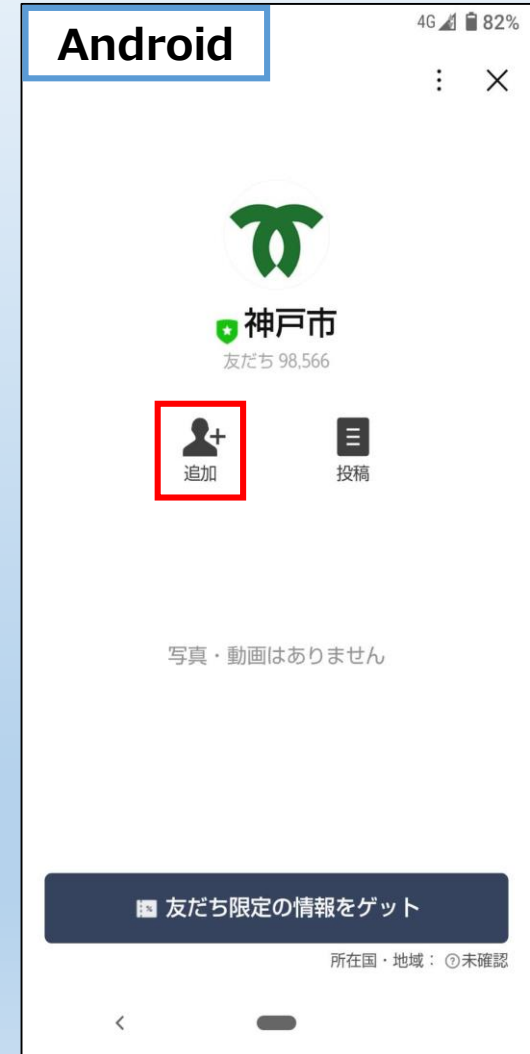 Android
4G 82%
神戸市
友だち 98,566
追加
投稿
写真・動画はありません
友だち限定の情報をゲット
所在国・地域： ?未確認